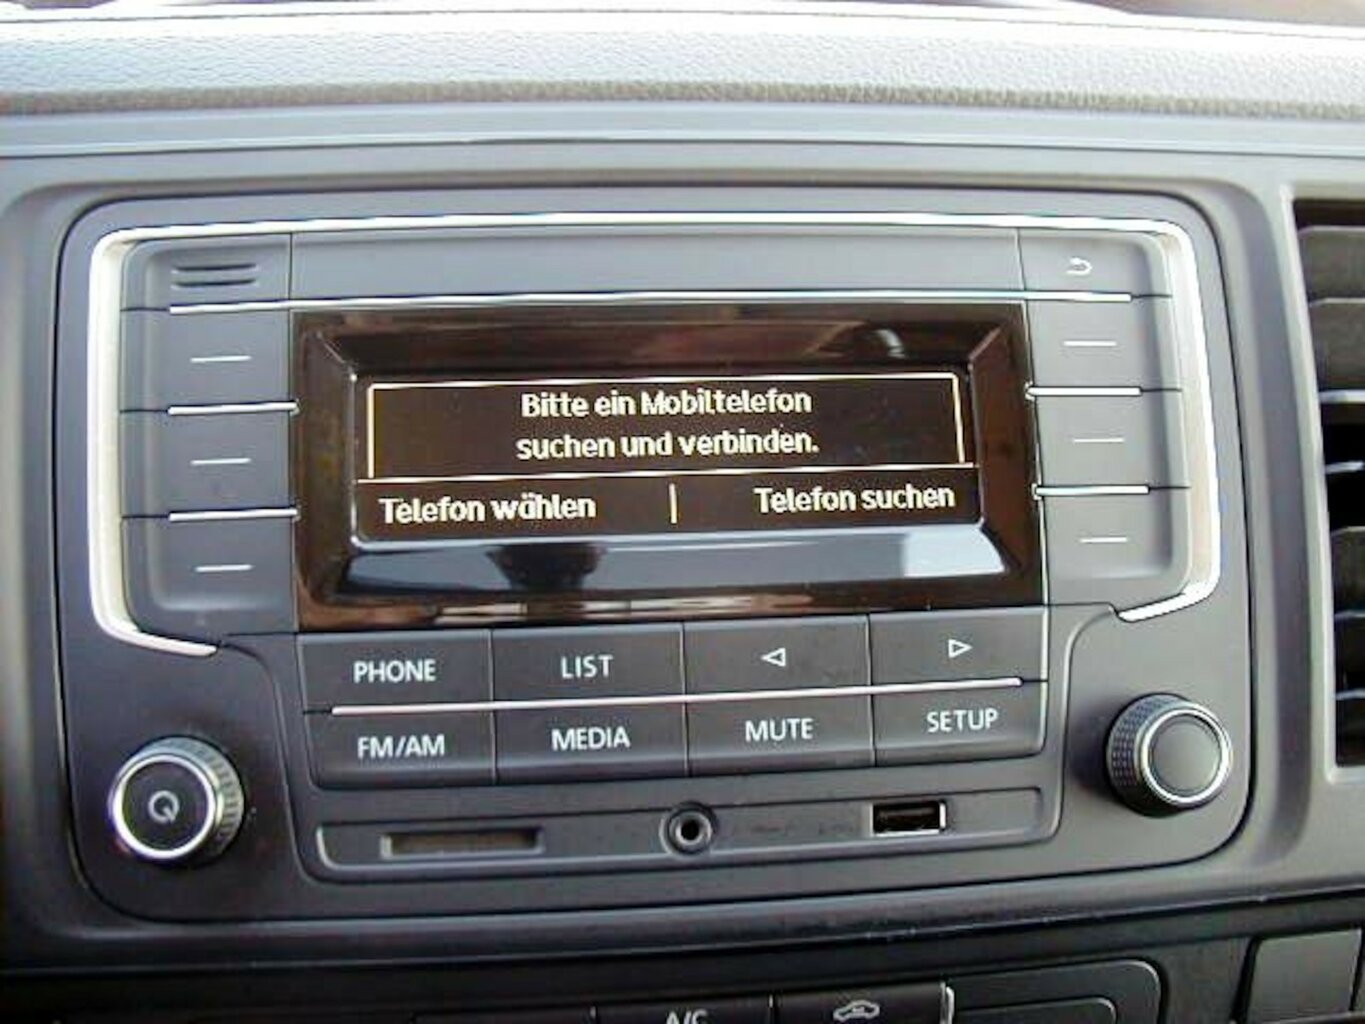 Bitte ein Mobiltelefon
suchen und verbinden.
Telefon wählen | Telefon suchen
PHONE LIST
FM/AM MEDIA MUTE SETUP
A/C